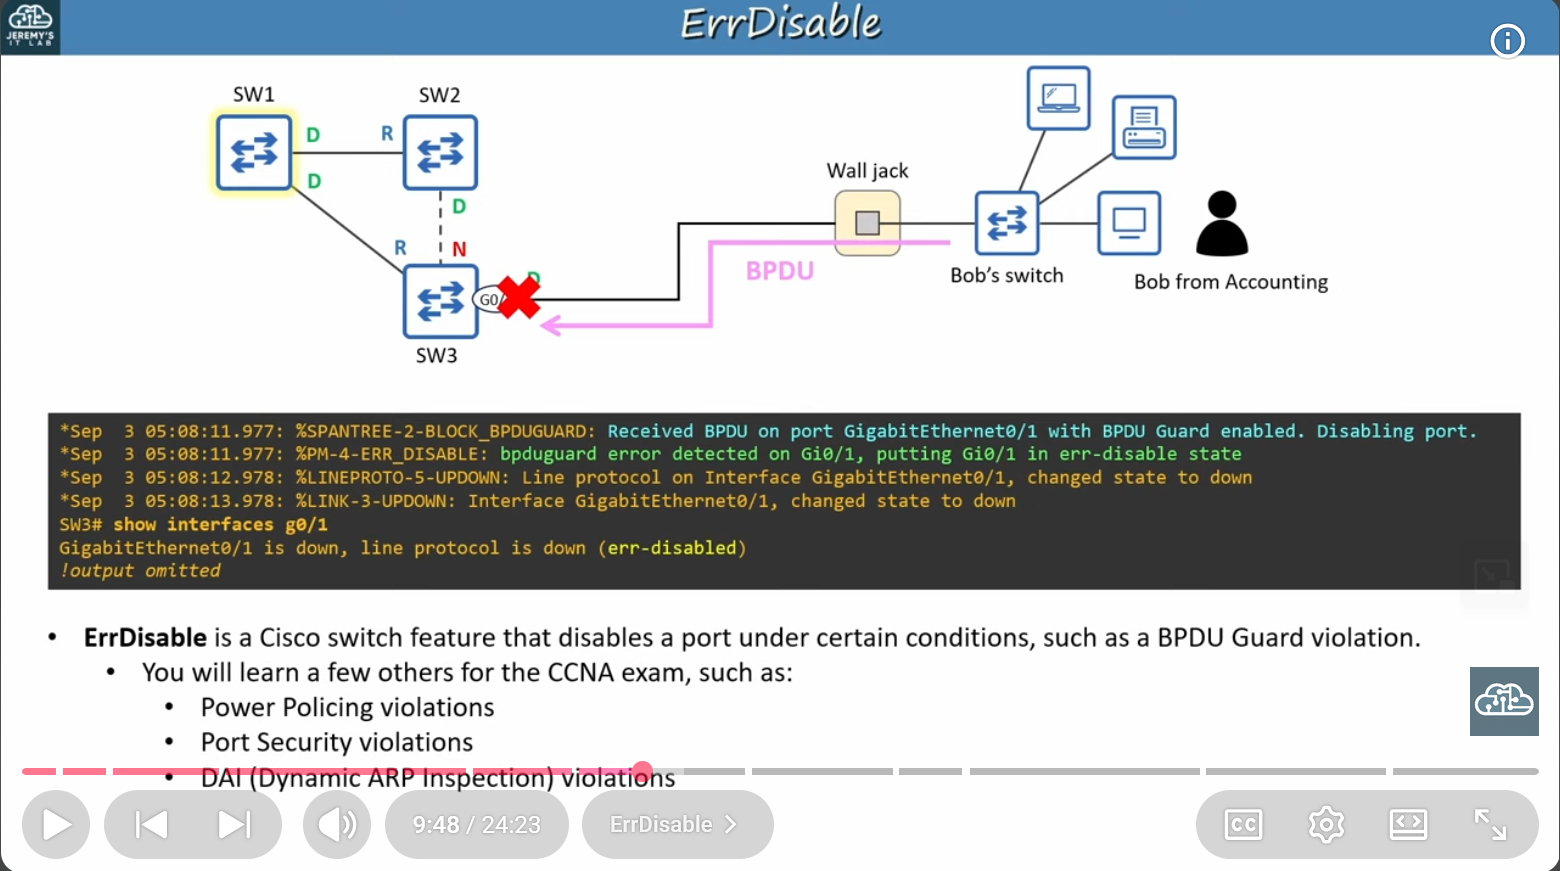 JEREMY'S
IT LAB
ErrDisable
SW1
SW2
D
R
D
D
R
N
D
G0/
SW3
Wall jack
BPDU
Bob's switch
Bob from Accounting
*Sep  3 05:08:11.977: %SPANTREE-2-BLOCK_BPDUGUARD: Received BPDU on port GigabitEthernet0/1 with BPDU Guard enabled. Disabling port.
*Sep  3 05:08:11.977: %PM-4-ERR_DISABLE: bpduguard error detected on Gi0/1, putting Gi0/1 in err-disable state
*Sep  3 05:08:12.978: %LINEPROTO-5-UPDOWN: Line protocol on Interface GigabitEthernet0/1, changed state to down
*Sep  3 05:08:13.978: %LINK-3-UPDOWN: Interface GigabitEthernet0/1, changed state to down
SW3# show interfaces g0/1
GigabitEthernet0/1 is down, line protocol is down (err-disabled)
!output omitted
• ErrDisable is a Cisco switch feature that disables a port under certain conditions, such as a BPDU Guard violation.
• You will learn a few others for the CCNA exam, such as:
• Power Policing violations
• Port Security violations
• DAI (Dynamic ARP Inspection) violations
9:48 / 24:23
ErrDisable
CC